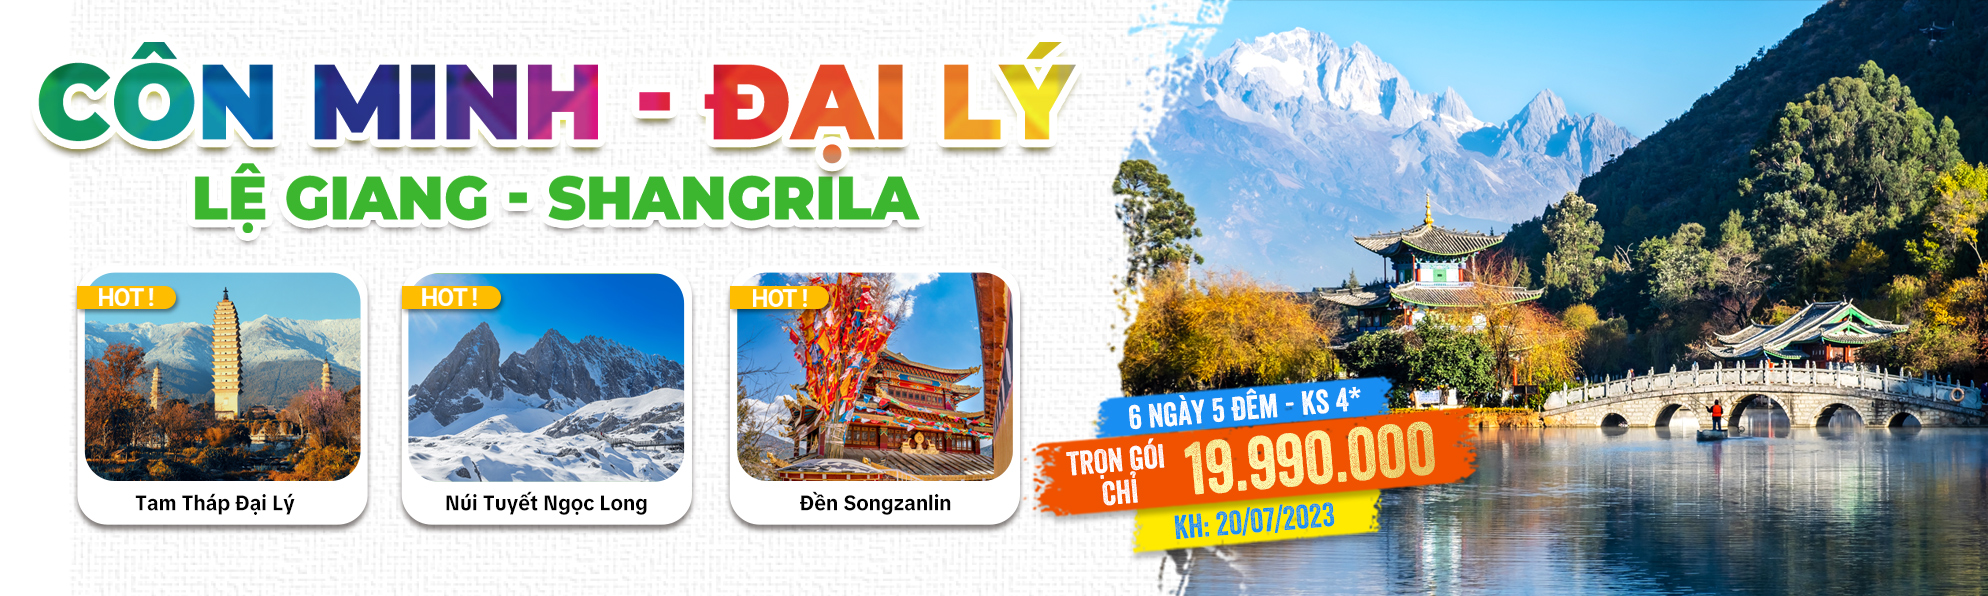 CÔN MINH - ĐẠI LÝ
LỆ GIANG - SHANGRILA
HOT !
Tam Tháp Đại Lý
HOT !
Núi Tuyết Ngọc Long
HOT !
Đền Songzanlin
6 NGÀY 5 ĐÊM - KS 4*
TRỌN GÓI
CHỈ
19.990.000
KH: 20/07/2023